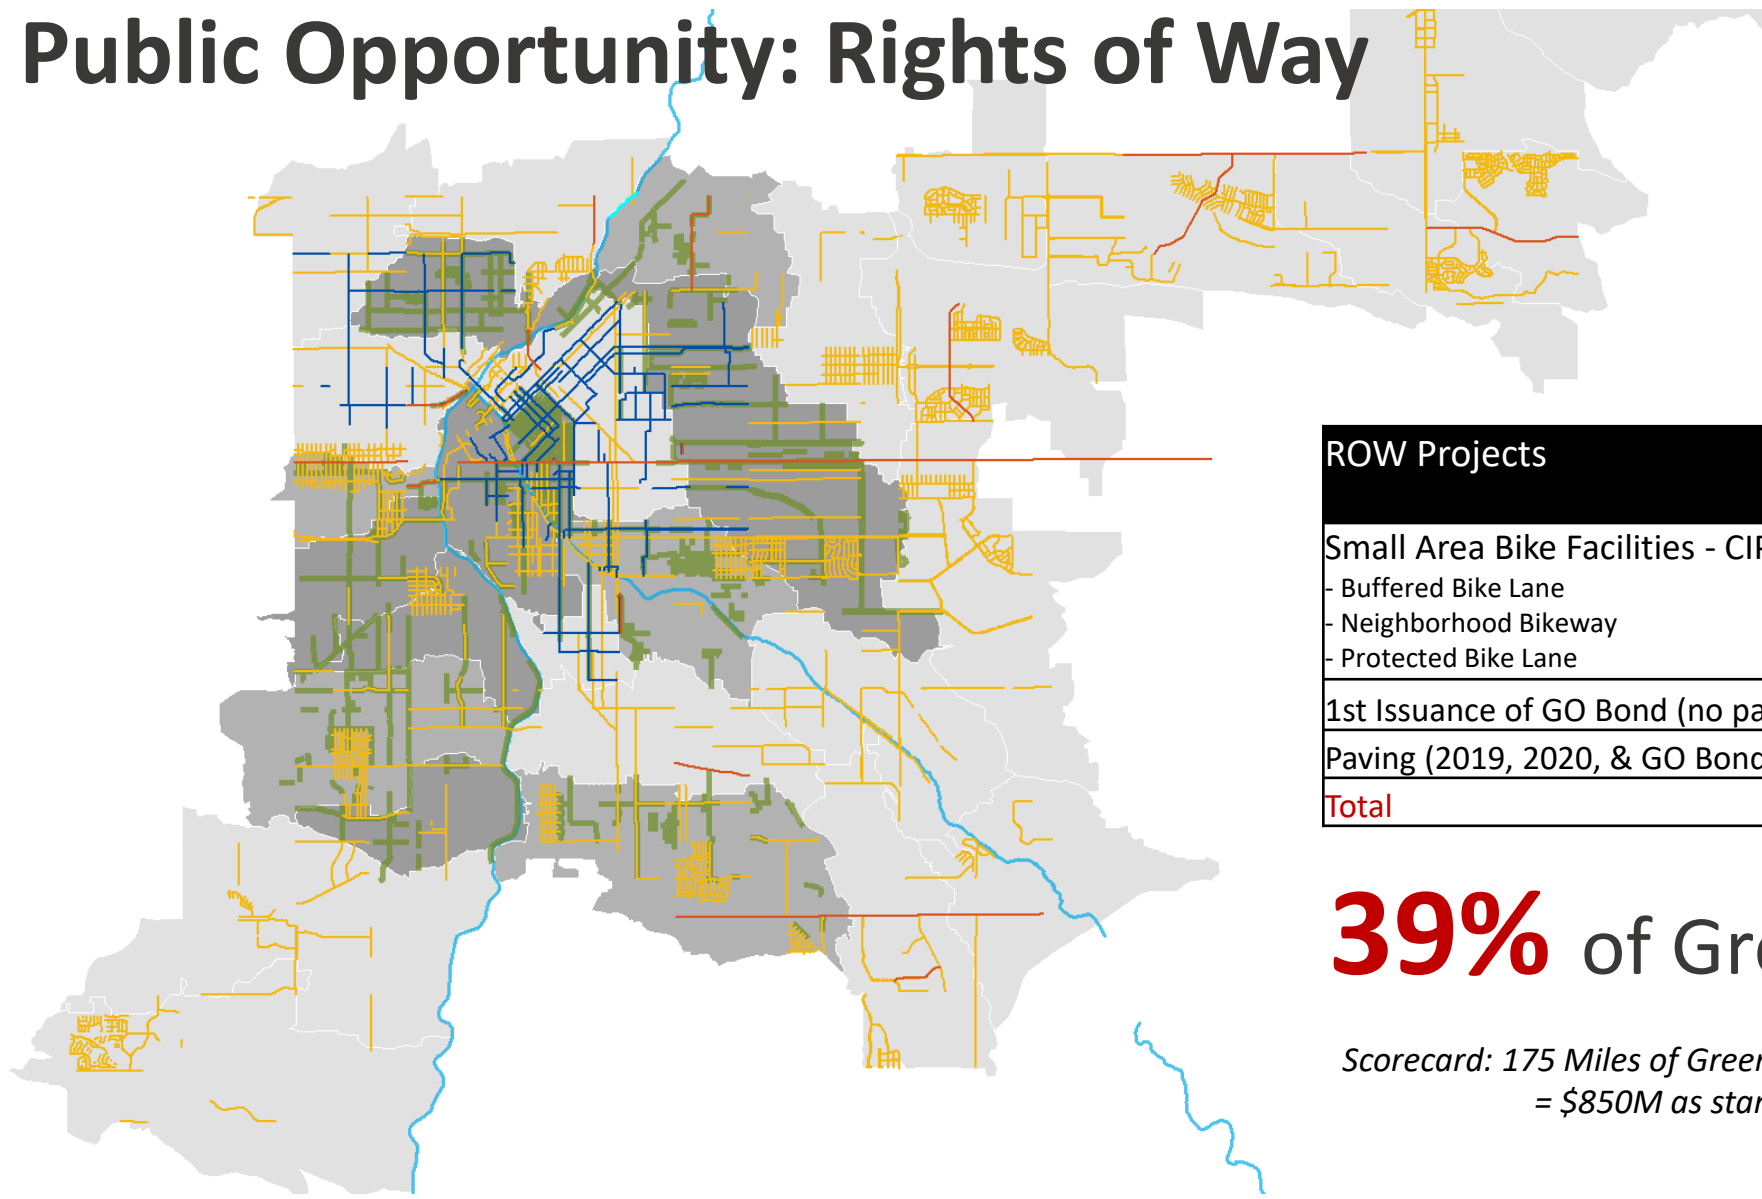 Public Opportunity: Rights of Way
ROW Projects
Small Area Bike Facilities - CIP
- Buffered Bike Lane
- Neighborhood Bikeway
- Protected Bike Lane
1st Issuance of GO Bond (no pa
Paving (2019, 2020, & GO Bond
Total
39% of Gre
Scorecard: 175 Miles of Green
= $850M as star